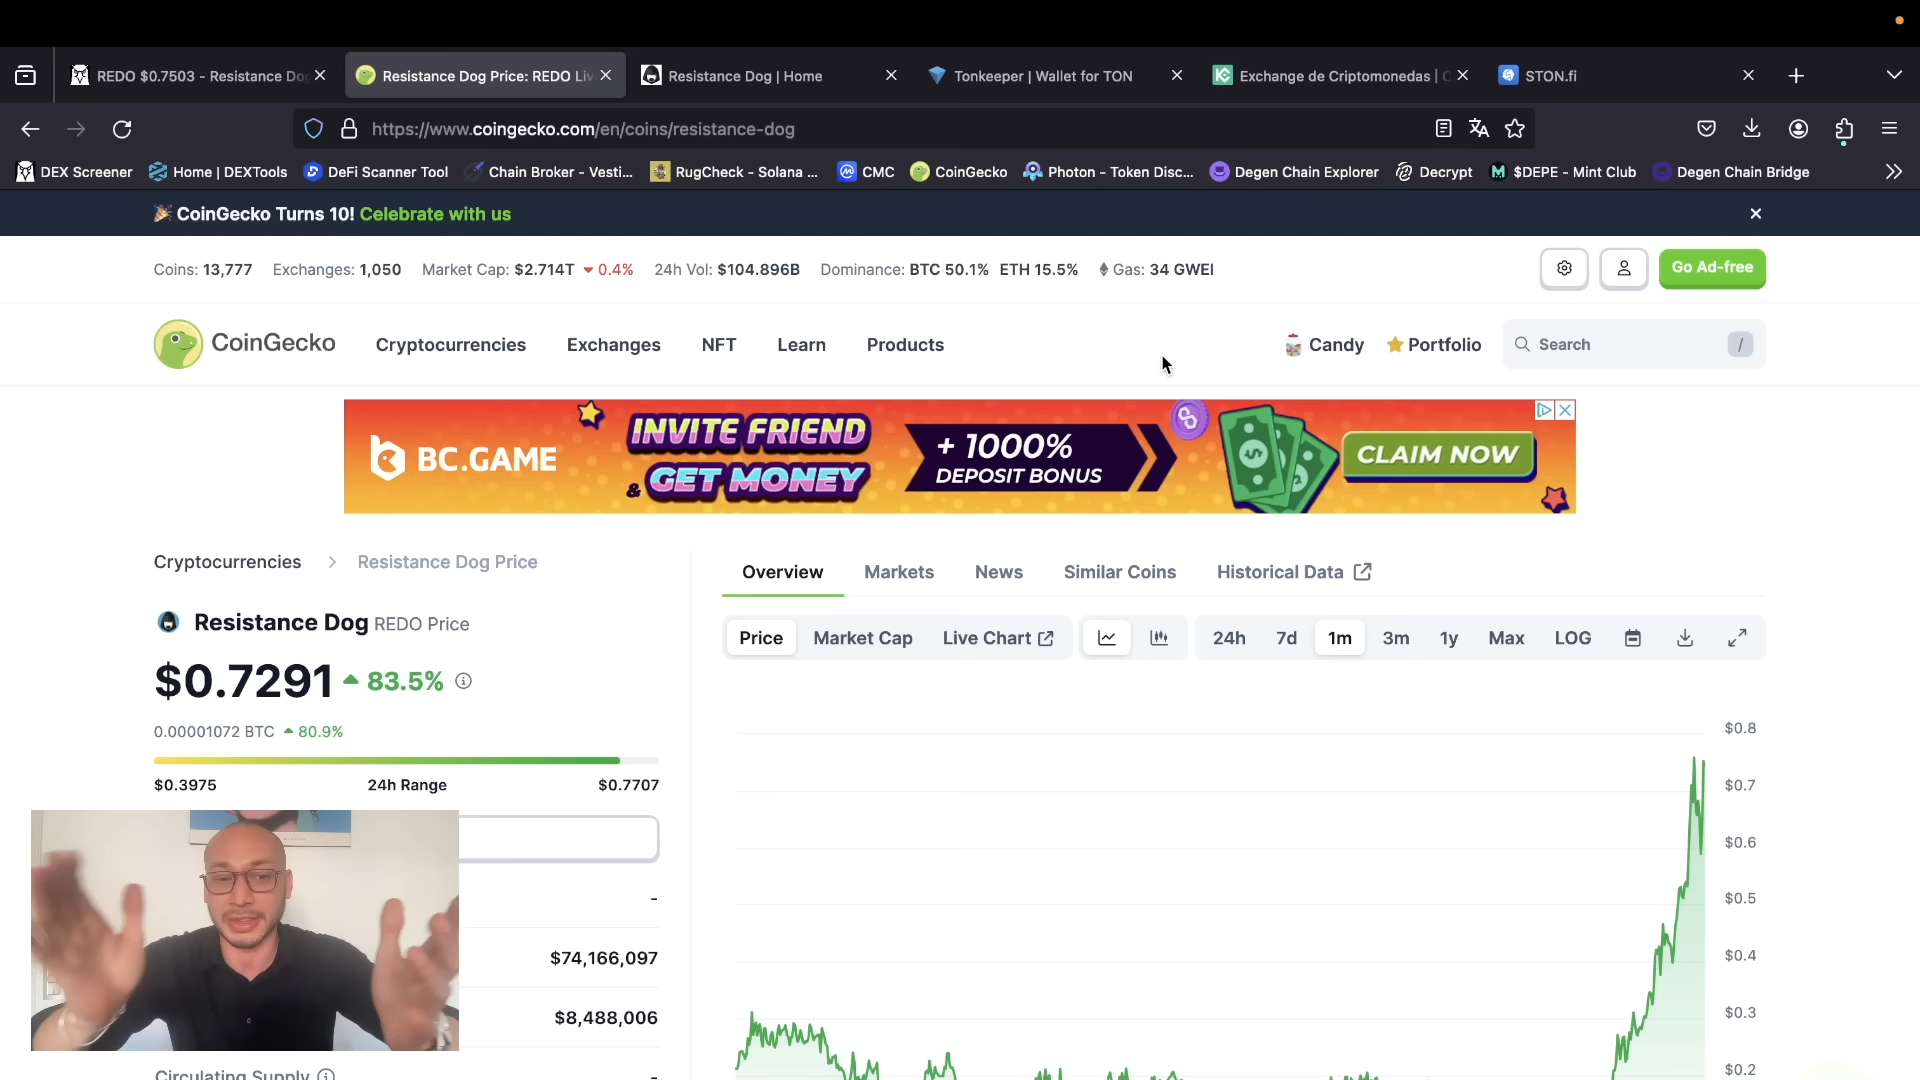 REDO $0.7503 - Resistance Do
Resistance Dog Price: REDO Liv
Resistance Dog | Home
Tonkeeper | Wallet for TON
Exchange de Criptomonedas | C
STON.fi
https://www.coingecko.com/en/coins/resistance-dog
DEX Screener
Home | DEXTools
DeFi Scanner Tool
Chain Broker - Vesti...
RugCheck - Solana ...
CMC
CoinGecko
Photon - Token Disc...
Degen Chain Explorer
Decrypt
$DEPE - Mint Club
Degen Chain Bridge
CoinGecko Turns 10! Celebrate with us
Coins: 13,777 Exchanges: 1,050 Market Cap: $2.714T 0.4% 24h Vol: $104.896B Dominance: BTC 50.1% ETH 15.5% Gas: 34 GWEI
Go Ad-free
CoinGecko
Cryptocurrencies
Exchanges
NFT
Learn
Products
Candy
Portfolio
Search
/
BC.GAME
INVITE FRIEND
& GET MONEY
+ 1000%
DEPOSIT BONUS
CLAIM NOW
Cryptocurrencies
Resistance Dog Price
Resistance Dog REDO Price
$0.7291 83.5%
0.00001072 BTC 80.9%
$0.3975 24h Range $0.7707
-
$74,166,097
$8,488,006
Circulating Supply
-
Overview
Markets
News
Similar Coins
Historical Data
Price
Market Cap
Live Chart
24h
7d
1m
3m
1y
Max
LOG
$0.8
$0.7
$0.6
$0.5
$0.4
$0.3
$0.2